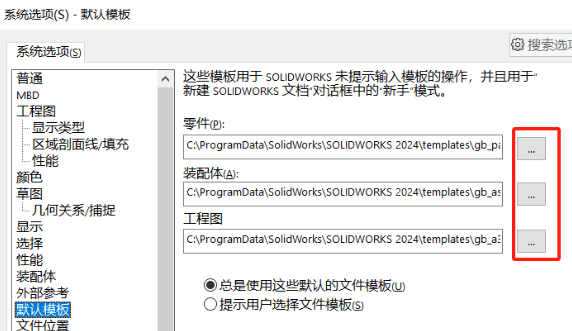 系统选项(S) - 默认模板
系统选项(S)
搜索选项
普通
MBD
工程图
显示类型
区域剖面线/填充
性能
颜色
草图
几何关系/捕捉
显示
选择
性能
装配体
外部参考
默认模板
文件位置
这些模板用于 SOLIDWORKS 未提示输入模板的操作，并且用于“
新建 SOLIDWORKS 文档”对话框中的“新手”模式。
零件(P):
C:\ProgramData\SolidWorks\SOLIDWORKS 2024\templates\gb_pa
...
装配体(A):
C:\ProgramData\SolidWorks\SOLIDWORKS 2024\templates\gb_as
...
工程图
C:\ProgramData\SolidWorks\SOLIDWORKS 2024\templates\gb_a3
...
总是使用这些默认的文件模板(U)
提示用户选择文件模板(S)